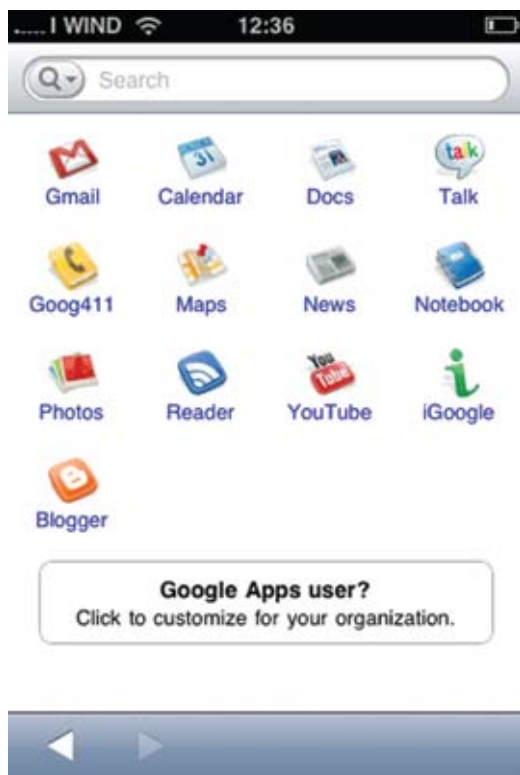 .....I WIND 12:36
Search
31 talk
Gmail Calendar Docs Talk
Goog411 Maps News Notebook
You
Tube
Photos Reader YouTube iGoogle
Blogger
Google Apps user?
Click to customize for your organization.